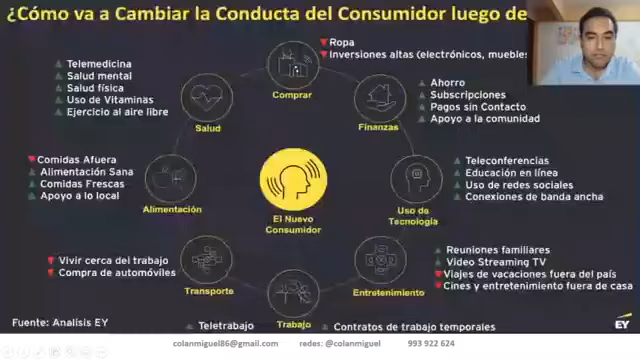 ¿Cómo va a Cambiar la Conducta del Consumidor luego de
Ropa
Inversiones altas (electrónicos, muebles
Comprar
Telemedicina
Salud mental
Salud física
Uso de Vitaminas
Ejercicio al aire libre
Salud
Ahorro
Subscripciones
Pagos sin Contacto
Apoyo a la comunidad
Finanzas
Comidas Afuera
Alimentación Sana
Comidas Frescas
Apoyo a lo local
Alimentación
El Nuevo
Consumidor
Teleconferencias
Educación en línea
Uso de redes sociales
Conexiones de banda ancha
Uso de
Tecnología
Vivir cerca del trabajo
Compra de automóviles
Transporte
Reuniones familiares
Video Streaming TV
Viajes de vacaciones fuera del país
Cines y entretenimiento fuera de casa
Entretenimiento
Teletrabajo
Trabajo
Contratos de trabajo temporales
Fuente: Analisis EY
EY
colanmiguel86@gmail.com redes: @colanmiguel 993 922 624